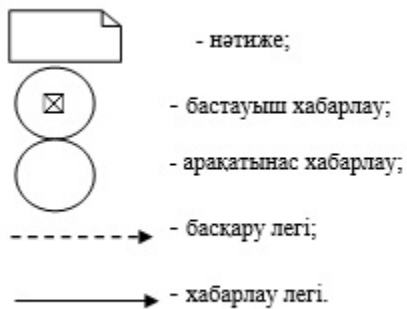 - нәтиже;
- бастауыш хабарлау;
- арақатынас хабарлау;
- басқару легі;
- хабарлау легі.